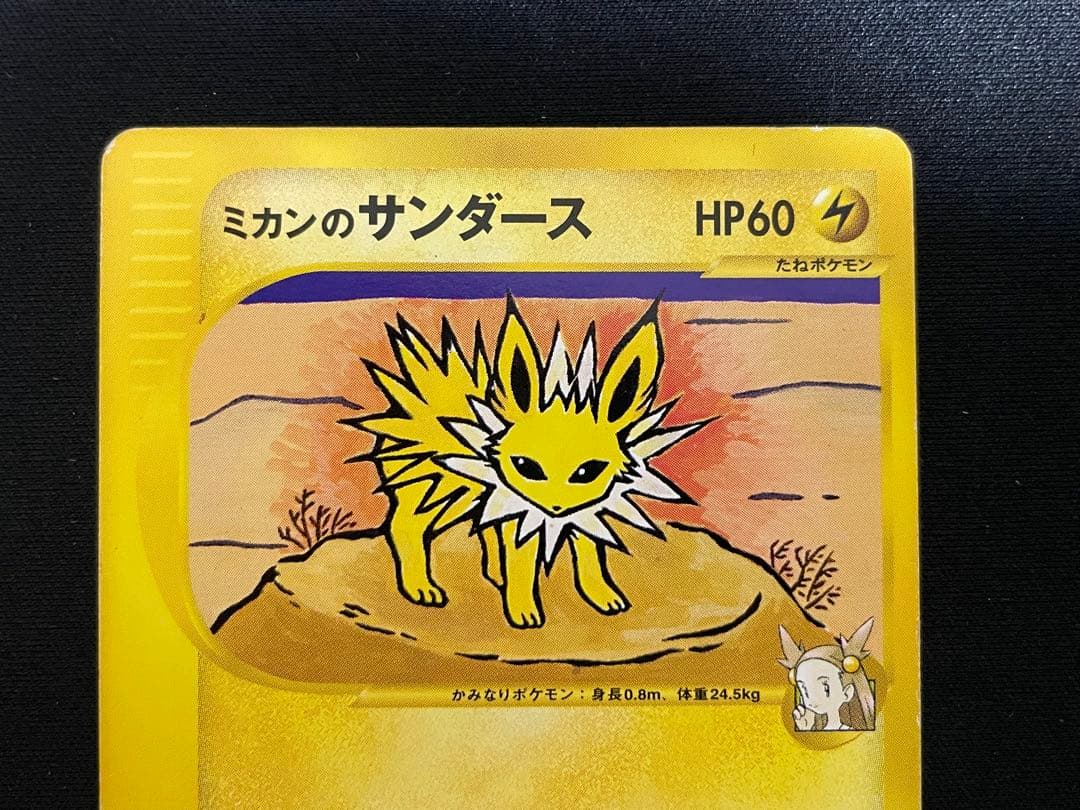 ミカンのサンダース HP60
たねポケモン
かみなりポケモン：身長0.8m、体重24.5kg